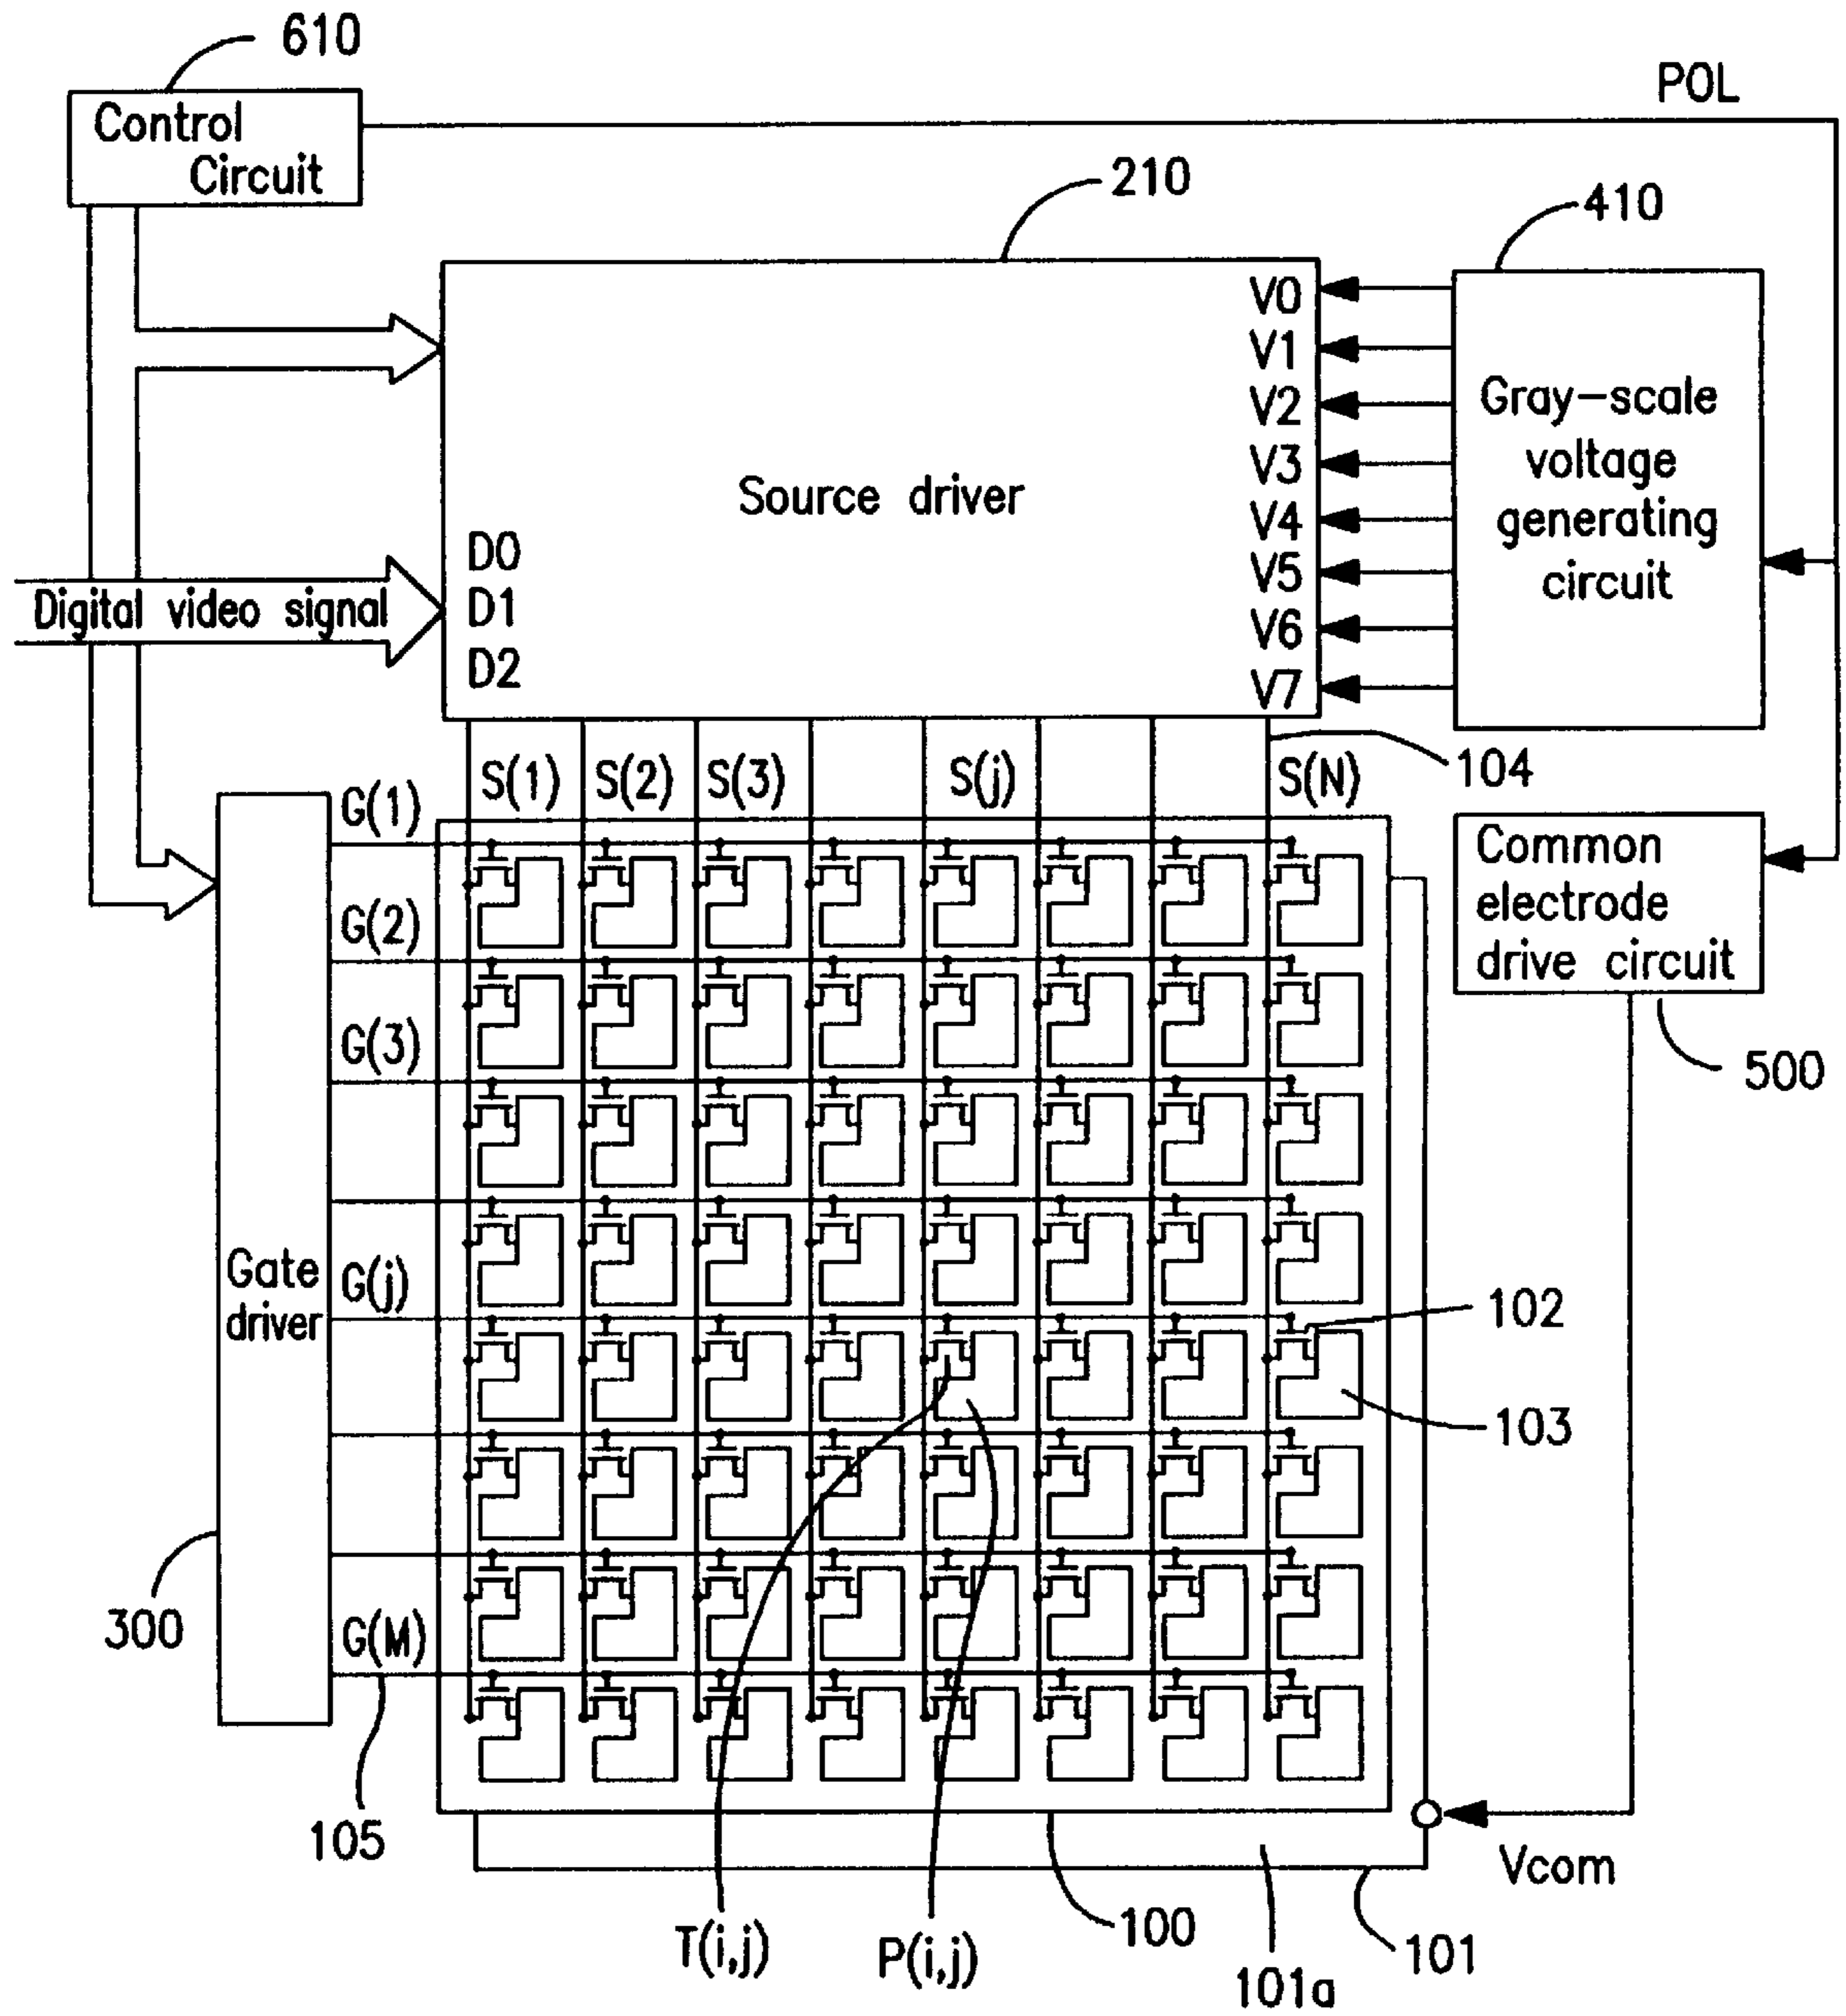 610
POL
Control
Circuit
210
410
V0
V1
V2
V3
V4
V5
V6
V7
Gray-scale
voltage
generating
circuit
Source driver
D0
D1
D2
Digital video signal
S(1)
S(2)
S(3)
S(j)
S(N)
104
G(1)
G(2)
G(3)
G(j)
G(M)
Common
electrode
drive circuit
500
Gate
driver
102
103
300
105
Vcom
T(i,j)
P(i,j)
100
101a
101